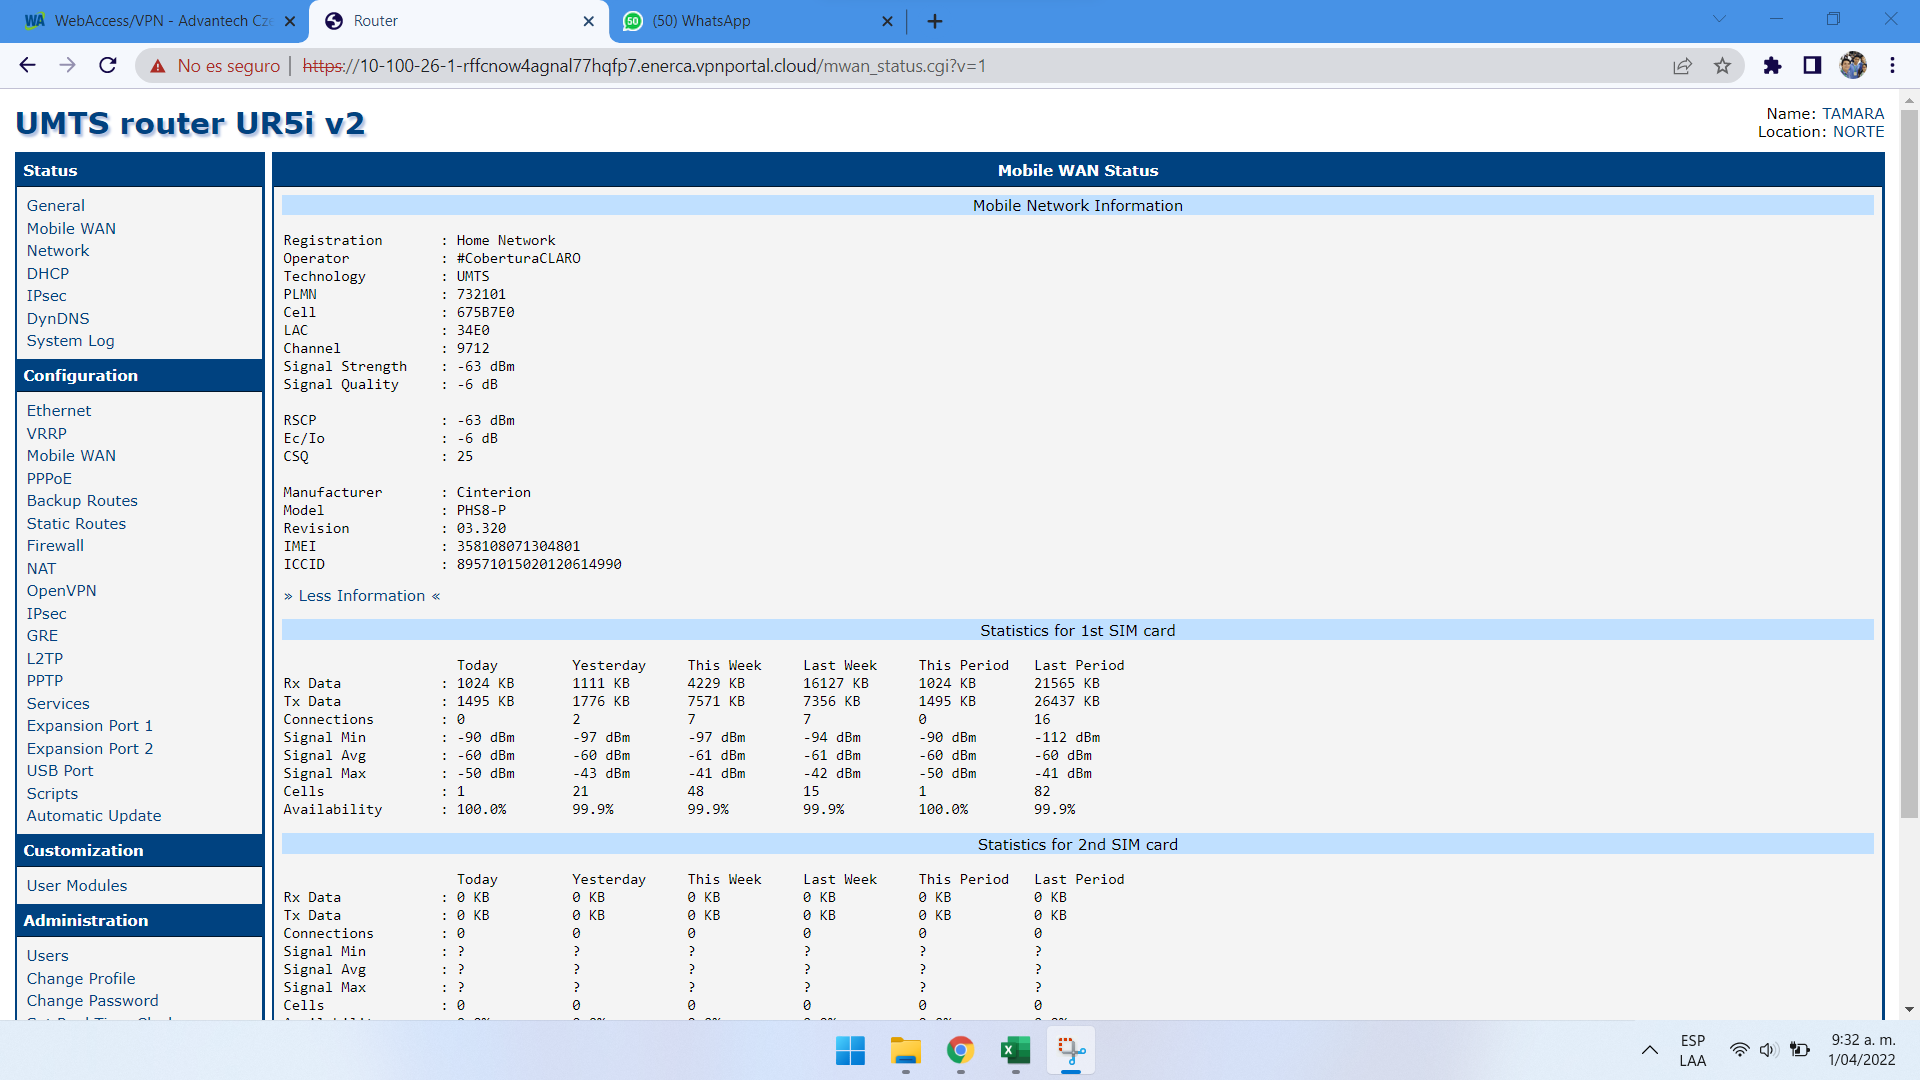 WebAccess/VPN - Advantech Cze
Router
(50) WhatsApp
No es seguro | https://10-100-26-1-rffcnow4agnal77hqfp7.enerca.vpnportal.cloud/mwan_status.cgi?v=1
UMTS router UR5i v2
Name: TAMARA
Location: NORTE
Status
General
Mobile WAN
Network
DHCP
IPsec
DynDNS
System Log
Configuration
Ethernet
VRRP
Mobile WAN
PPPoE
Backup Routes
Static Routes
Firewall
NAT
OpenVPN
IPsec
GRE
L2TP
PPTP
Services
Expansion Port 1
Expansion Port 2
USB Port
Scripts
Automatic Update
Customization
User Modules
Administration
Users
Change Profile
Change Password
Mobile WAN Status
Mobile Network Information
Registration : Home Network
Operator : #CoberturaCLARO
Technology : UMTS
PLMN : 732101
Cell : 675B7E0
LAC : 34E0
Channel : 9712
Signal Strength : -63 dBm
Signal Quality : -6 dB
RSCP : -63 dBm
Ec/Io : -6 dB
CSQ : 25
Manufacturer : Cinterion
Model : PHS8-P
Revision : 03.320
IMEI : 358108071304801
ICCID : 89571015020120614990
» Less Information «
Statistics for 1st SIM card
Today Yesterday This Week Last Week This Period Last Period
Rx Data : 1024 KB 1111 KB 4229 KB 16127 KB 1024 KB 21565 KB
Tx Data : 1495 KB 1776 KB 7571 KB 7356 KB 1495 KB 26437 KB
Connections : 0 2 7 7 0 16
Signal Min : -90 dBm -97 dBm -97 dBm -94 dBm -90 dBm -112 dBm
Signal Avg : -60 dBm -60 dBm -61 dBm -61 dBm -60 dBm -60 dBm
Signal Max : -50 dBm -43 dBm -41 dBm -42 dBm -50 dBm -41 dBm
Cells : 1 21 48 15 1 82
Availability : 100.0% 99.9% 99.9% 99.9% 100.0% 99.9%
Statistics for 2nd SIM card
Today Yesterday This Week Last Week This Period Last Period
Rx Data : 0 KB 0 KB 0 KB 0 KB 0 KB 0 KB
Tx Data : 0 KB 0 KB 0 KB 0 KB 0 KB 0 KB
Connections : 0 0 0 0 0 0
Signal Min : ? ? ? ? ? ?
Signal Avg : ? ? ? ? ? ?
Signal Max : ? ? ? ? ? ?
Cells : 0 0 0 0 0 0
ESP
LAA
9:32 a. m.
1/04/2022